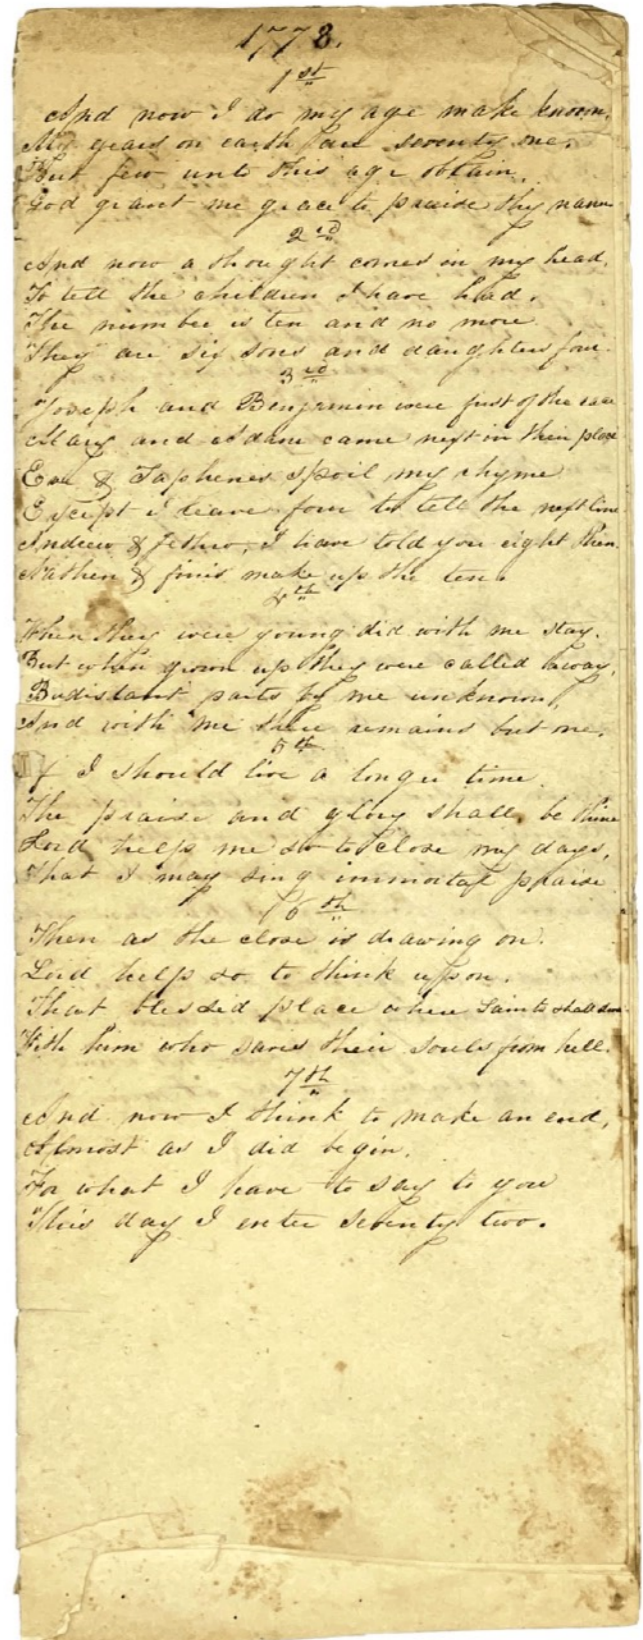 1778.
1st
And now I do my age make known,
My years on earth are seventy one.
But few unto this age obtain.
God grant me grace to praise thy name
2nd
And now a thought comes in my head.
To tell the children I have had.
The number is ten and no more
They are six sons and daughters four.
3rd
Joseph and Benjamin were first of the race
Mary and Adam came next in their place
Eve & Taphenes spoil my rhyme
Except I leave four to tell the next line
Andrew & Jethro, I have told you eight then.
Nathen & finis make up the ten.
4th
When they were young did with me stay.
But when grown up they were called away,
distant parts by me unknown,
And with me there remains but one.
5th
If I should live a longer time
The praise and glory shall, be thine
Lord help me so to close my days,
That I may sing immortal praise
6th
Then as the close is drawing on.
Lord help so to think upon.
That blessed place where Saints shall
With him who saves their souls from hell.
7th
And now I think to make an end,
Almost as I did begin.
For what I have to say to you
This day I enter seventy two.